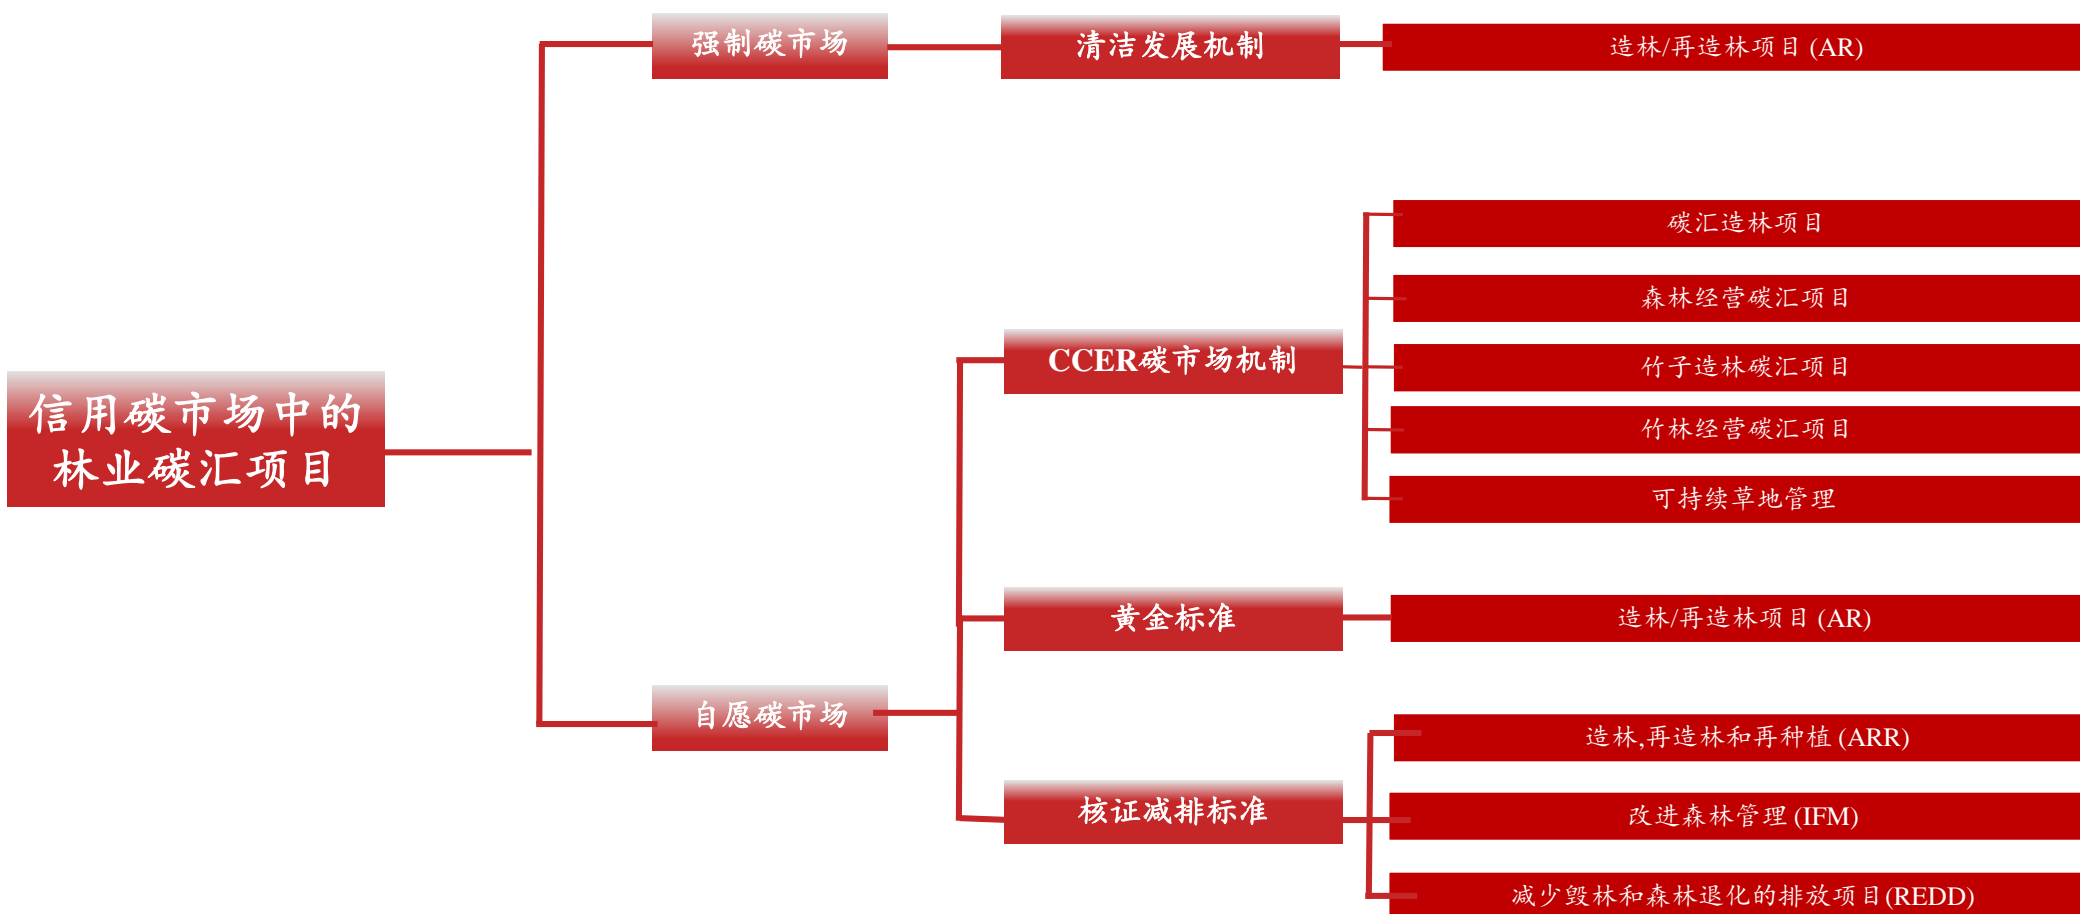 信用碳市场中的
林业碳汇项目
强制碳市场
清洁发展机制
造林/再造林项目(AR)
自愿碳市场
CCER碳市场机制
碳汇造林项目
森林经营碳汇项目
竹子造林碳汇项目
竹林经营碳汇项目
可持续草地管理
黄金标准
造林/再造林项目(AR)
核证减排标准
造林,再造林和再种植(ARR)
改进森林管理(IFM)
减少毁林和森林退化的排放项目(REDD)